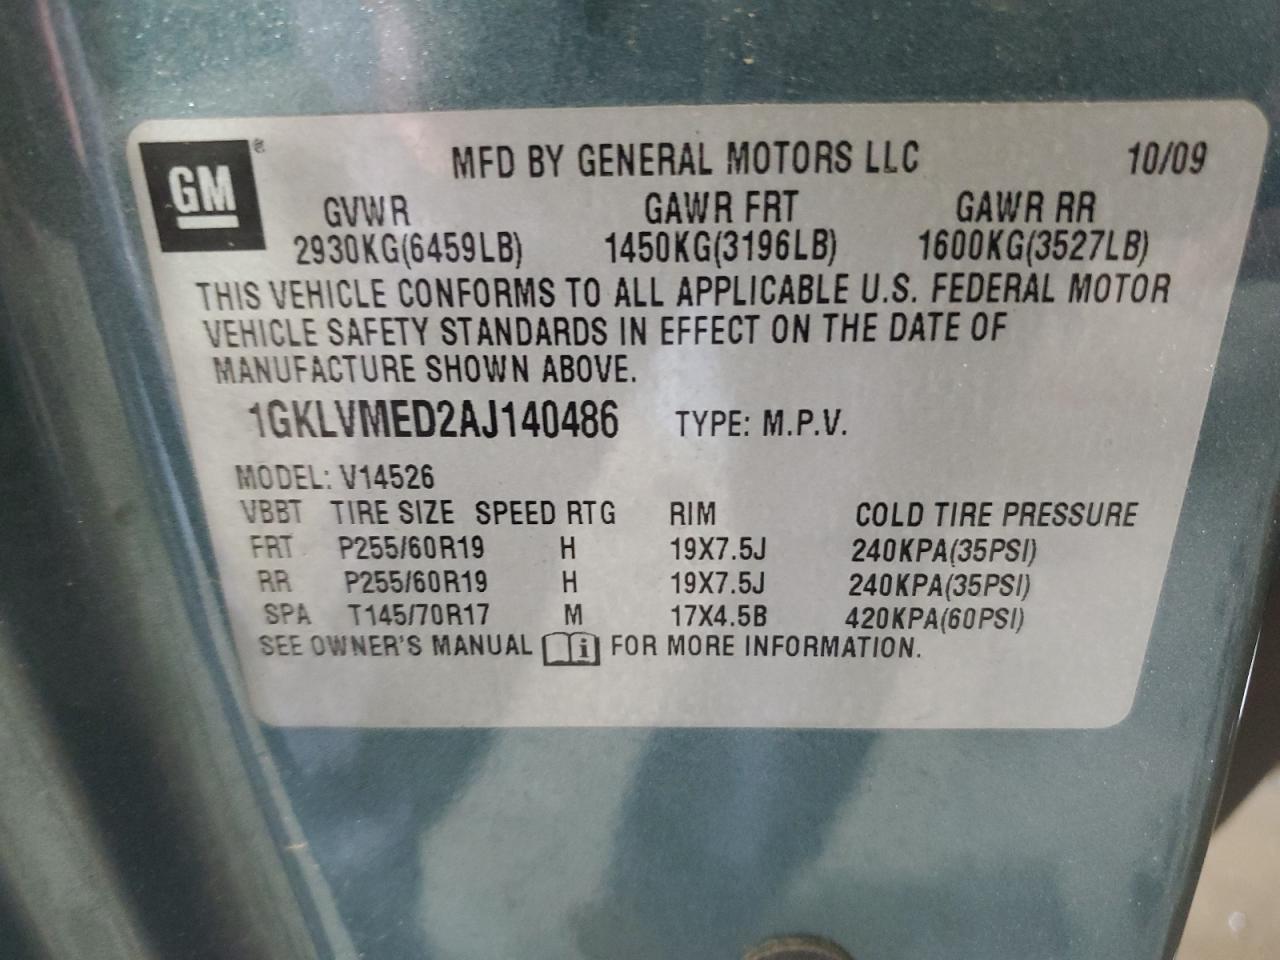 GM ®
MFD BY GENERAL MOTORS LLC 10/09
GVWR GAWR FRT GAWR RR
2930KG(6459LB) 1450KG(3196LB) 1600KG(3527LB)
THIS VEHICLE CONFORMS TO ALL APPLICABLE U.S. FEDERAL MOTOR
VEHICLE SAFETY STANDARDS IN EFFECT ON THE DATE OF
MANUFACTURE SHOWN ABOVE.
1GKLVMED2AJ140486 TYPE: M.P.V.
MODEL: V14526
VBBT TIRE SIZE SPEED RTG RIM COLD TIRE PRESSURE
FRT P255/60R19 H 19X7.5J 240KPA(35PSI)
RR P255/60R19 H 19X7.5J 240KPA(35PSI)
SPA T145/70R17 M 17X4.5B 420KPA(60PSI)
SEE OWNER'S MANUAL i FOR MORE INFORMATION.